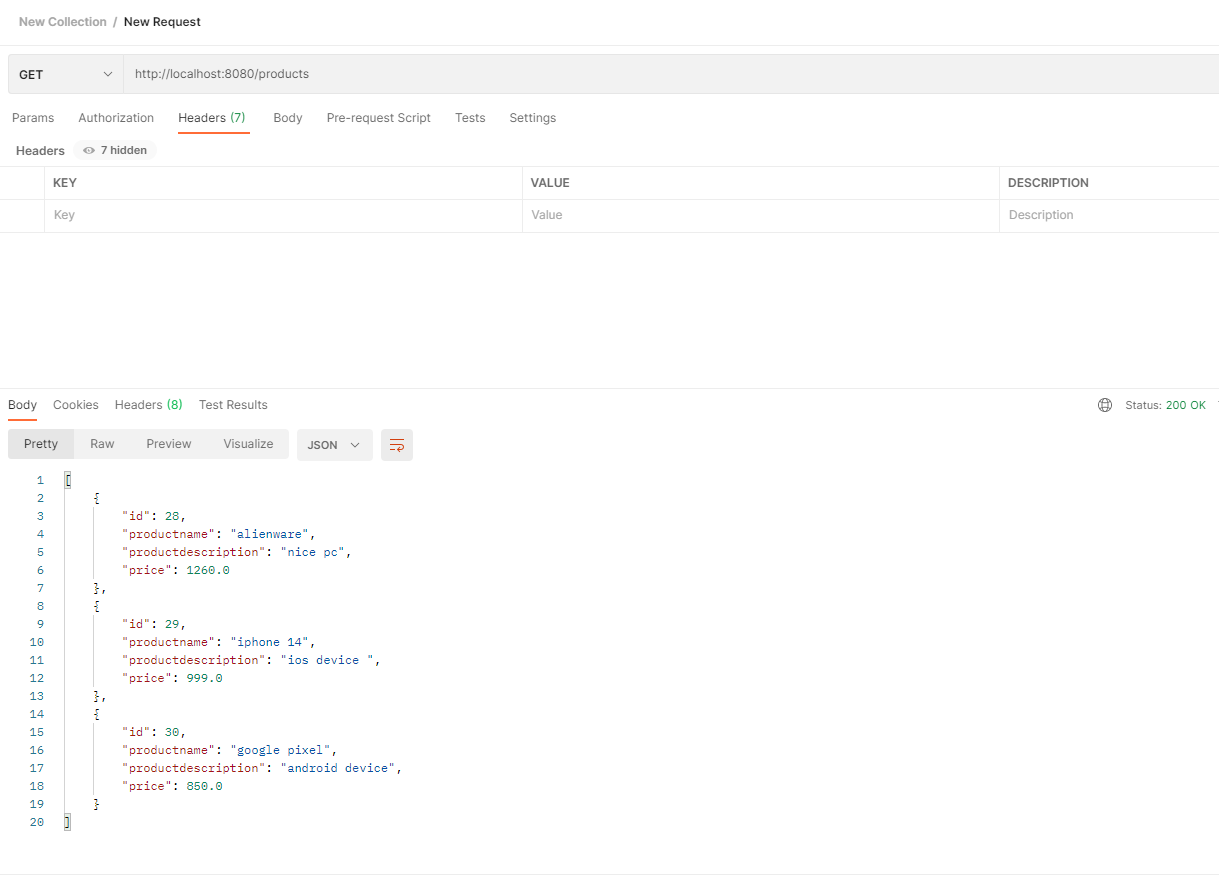 New Collection / New Request
GET http://localhost:8080/products
Params Authorization Headers (7) Body Pre-request Script Tests Settings
Headers 7 hidden
KEY VALUE DESCRIPTION
Key Value Description
Body Cookies Headers (8) Test Results Status: 200 OK
Pretty Raw Preview Visualize JSON
1 [
2 {
3 "id": 28,
4 "productname": "alienware",
5 "productdescription": "nice pc",
6 "price": 1260.0
7 },
8 {
9 "id": 29,
10 "productname": "iphone 14",
11 "productdescription": "ios device ",
12 "price": 999.0
13 },
14 {
15 "id": 30,
16 "productname": "google pixel",
17 "productdescription": "android device",
18 "price": 850.0
19 }
20 ]